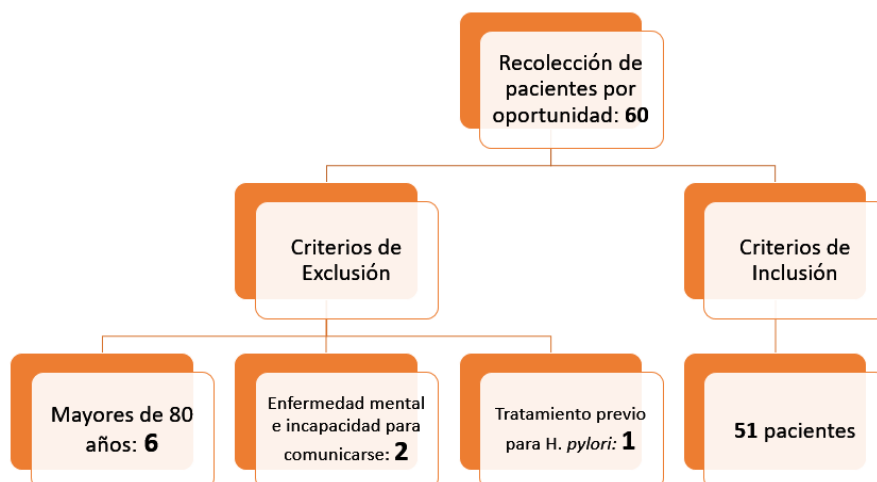 Recolección de
pacientes por
oportunidad: 60
Criterios de
Exclusión
Criterios de
Inclusión
Mayores de 80
años: 6
Enfermedad mental
e incapacidad para
comunicarse: 2
Tratamiento previo
para H. pylori: 1
51 pacientes